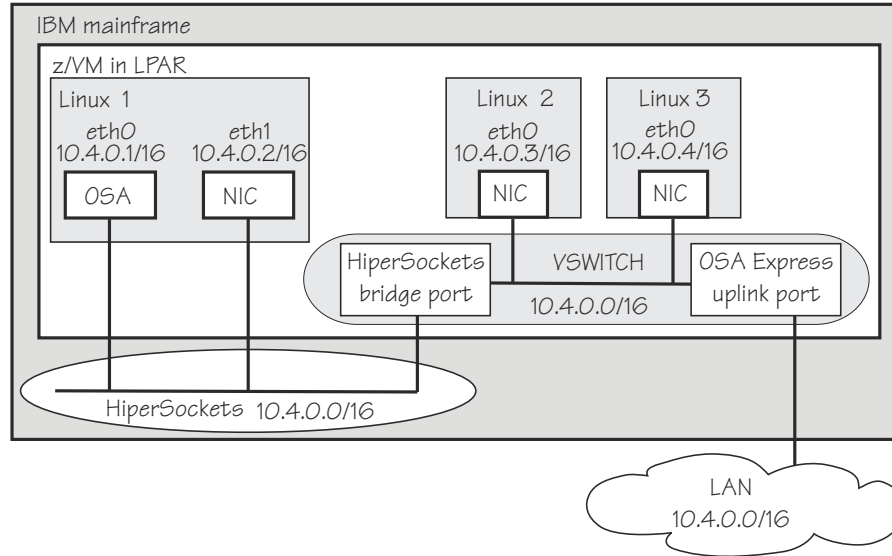 IBM mainframe
z/VM in LPAR
Linux 1
eth0
10.4.0.1/16
OSA
eth1
10.4.0.2/16
NIC
Linux 2
eth0
10.4.0.3/16
NIC
Linux 3
eth0
10.4.0.4/16
NIC
HiperSockets
bridge port
VSWITCH
10.4.0.0/16
OSA Express
uplink port
HiperSockets 10.4.0.0/16
LAN
10.4.0.0/16